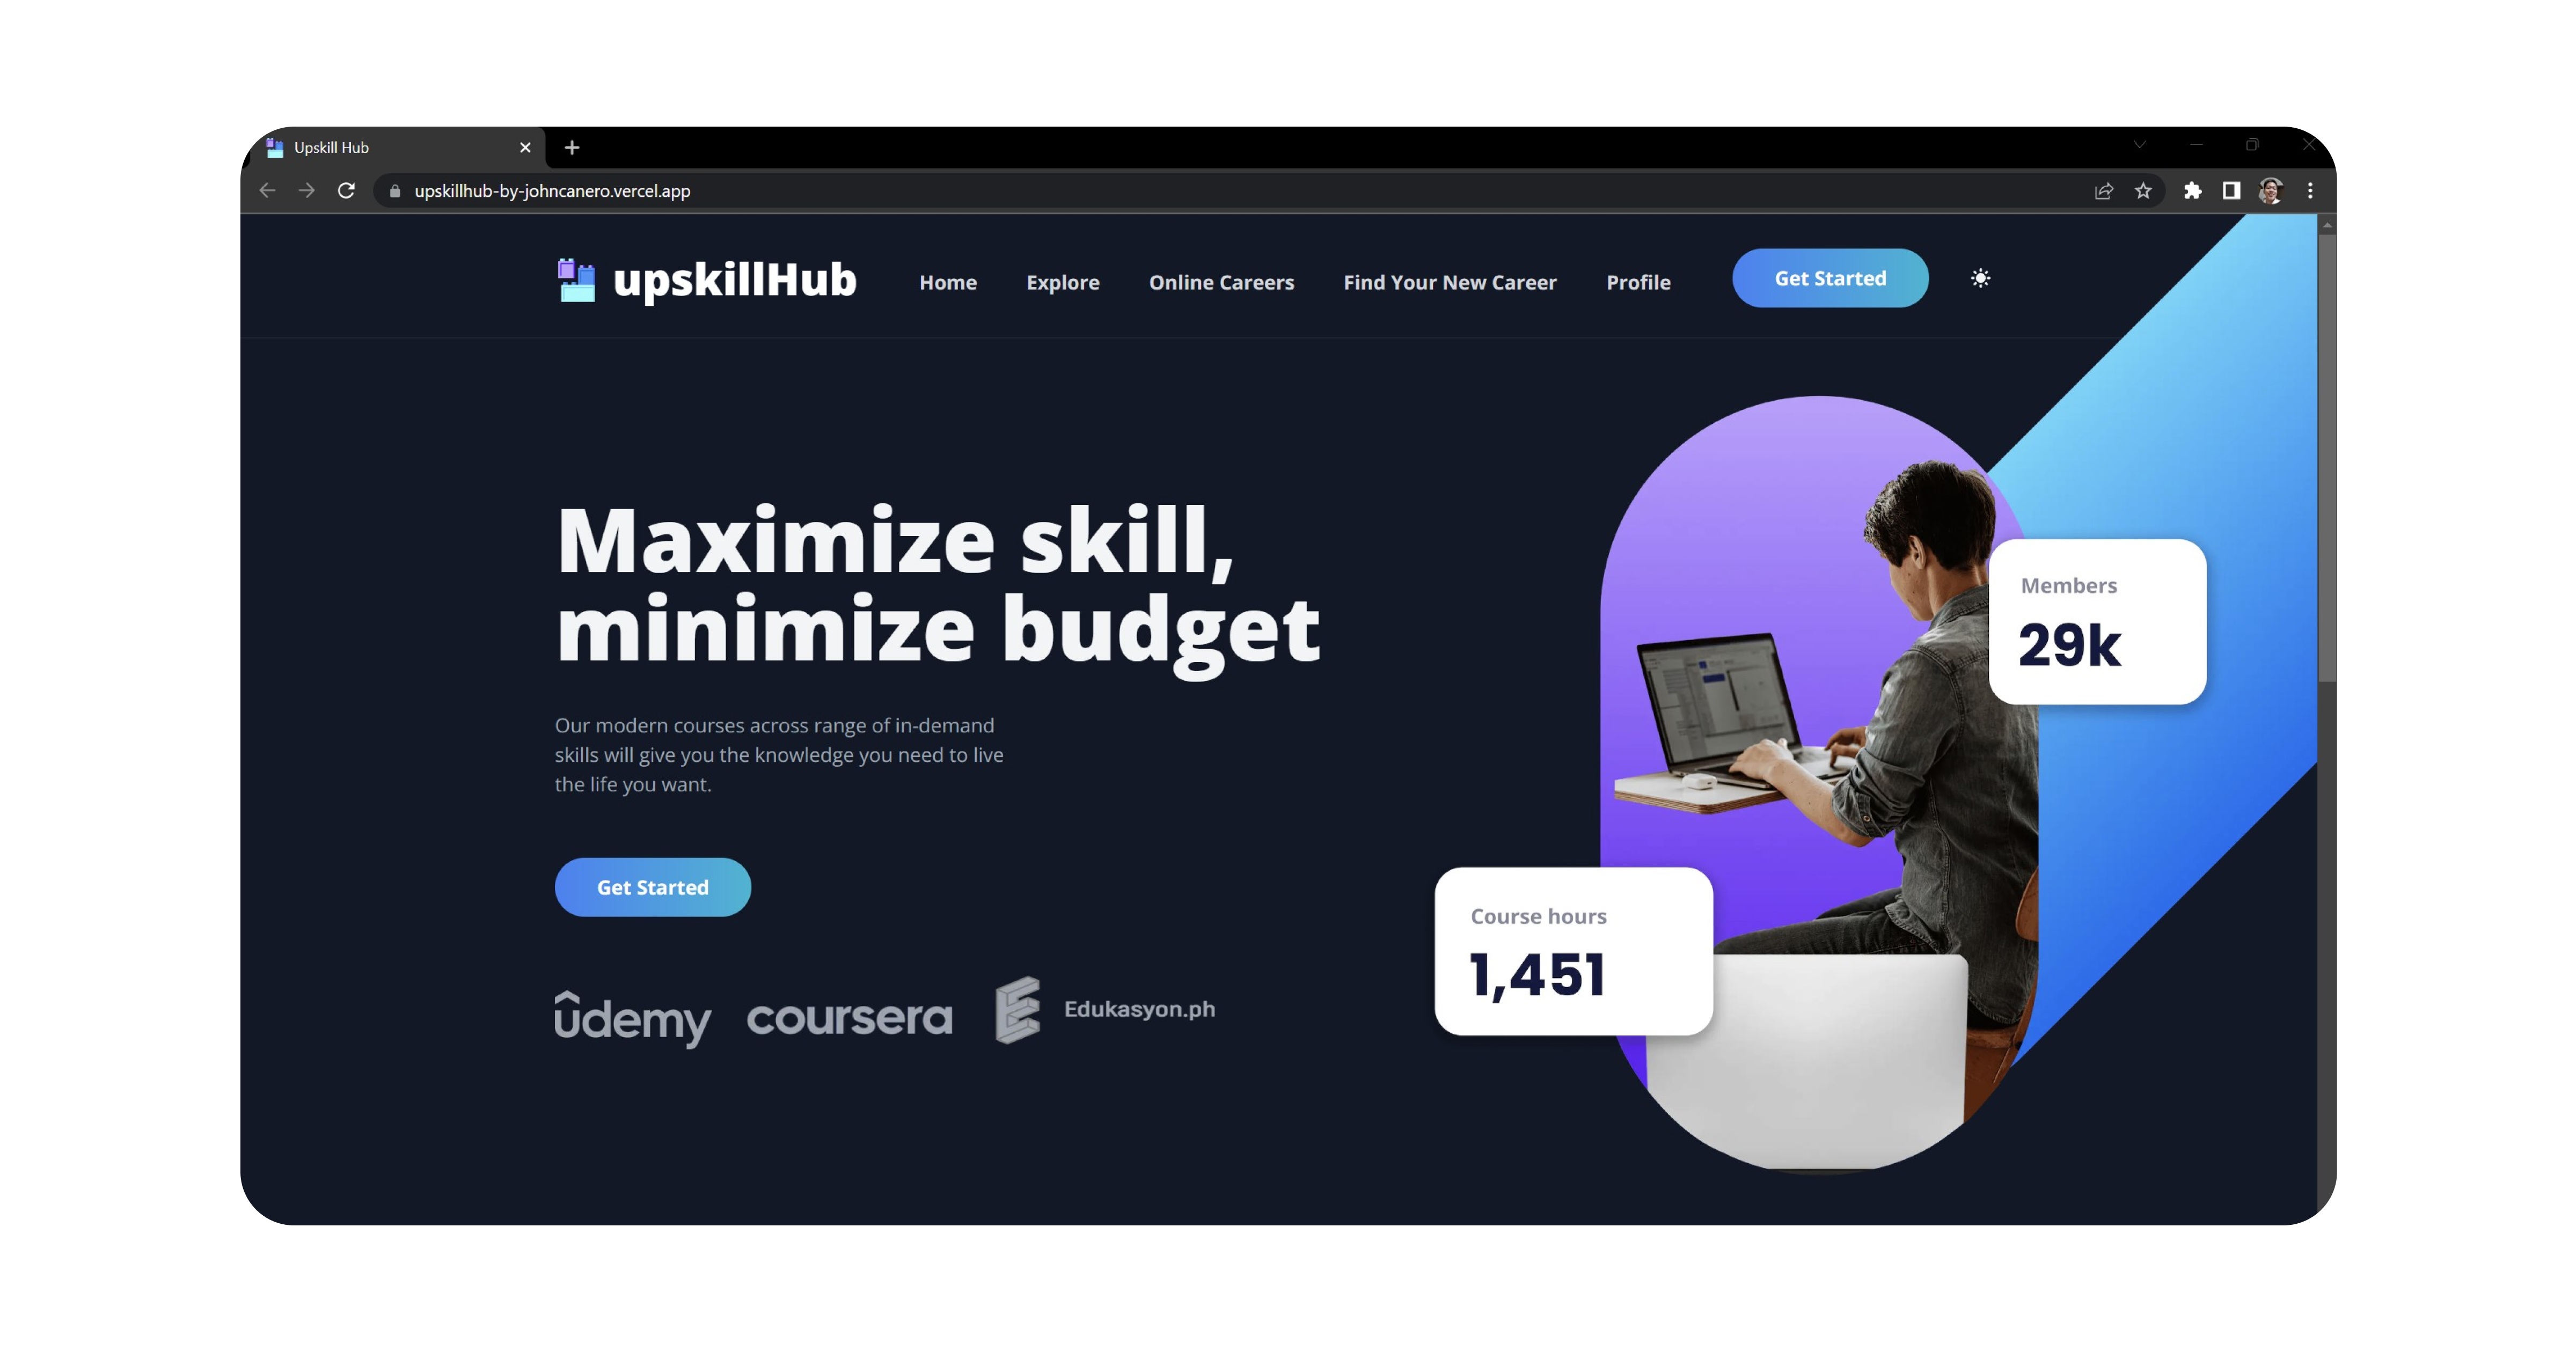 Upskill Hub
upskillhub-by-johncanero.vercel.app
upskillHub
Home
Explore
Online Careers
Find Your New Career
Profile
Get Started
Maximize skill,
minimize budget
Our modern courses across range of in-demand
skills will give you the knowledge you need to live
the life you want.
Get Started
Members
29k
Course hours
1,451
ûdemy
coursera
Edukasyon.ph